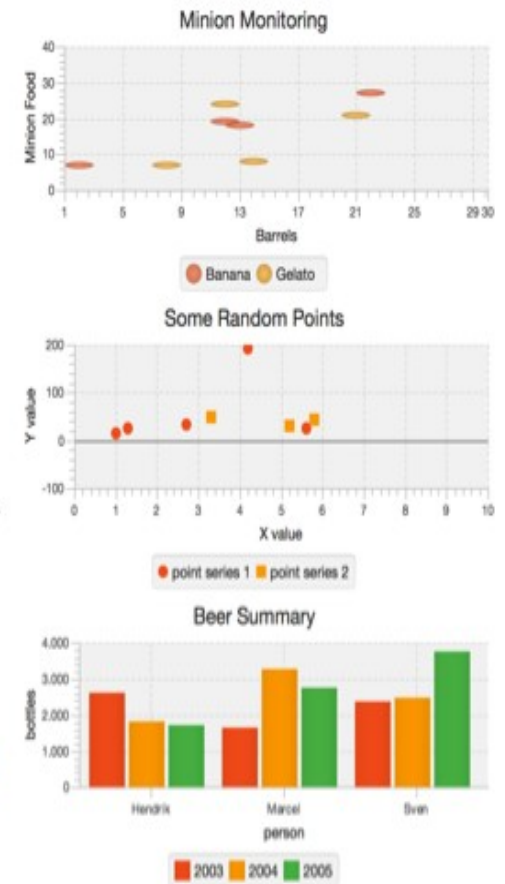 Minion Monitoring
40
30
20
10
0
Minion Food
1 5 9 13 17 21 25 29 30
Barrels
Banana Gelato
Some Random Points
200
100
0
-100
Y value
0 1 2 3 4 5 6 7 8 9 10
X value
point series 1 point series 2
Beer Summary
4.000
3.000
2.000
1.000
0
bottles
Hendrik Marcel Sven
person
2003 2004 2005